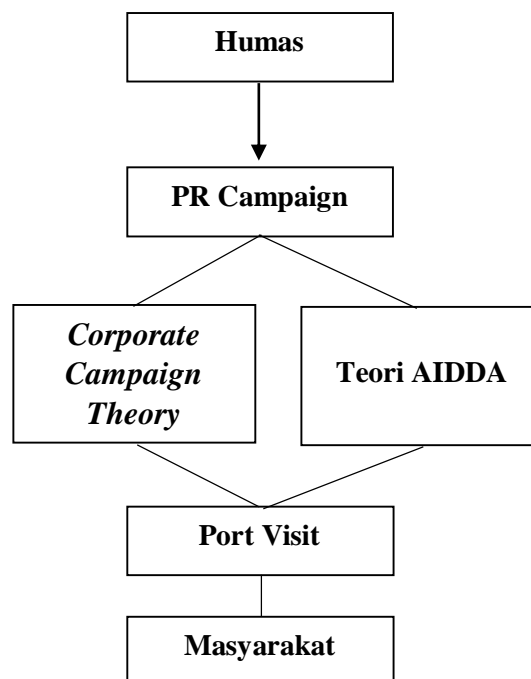 Humas
PR Campaign
Corporate
Campaign
Theory
Teori AIDDA
Port Visit
Masyarakat